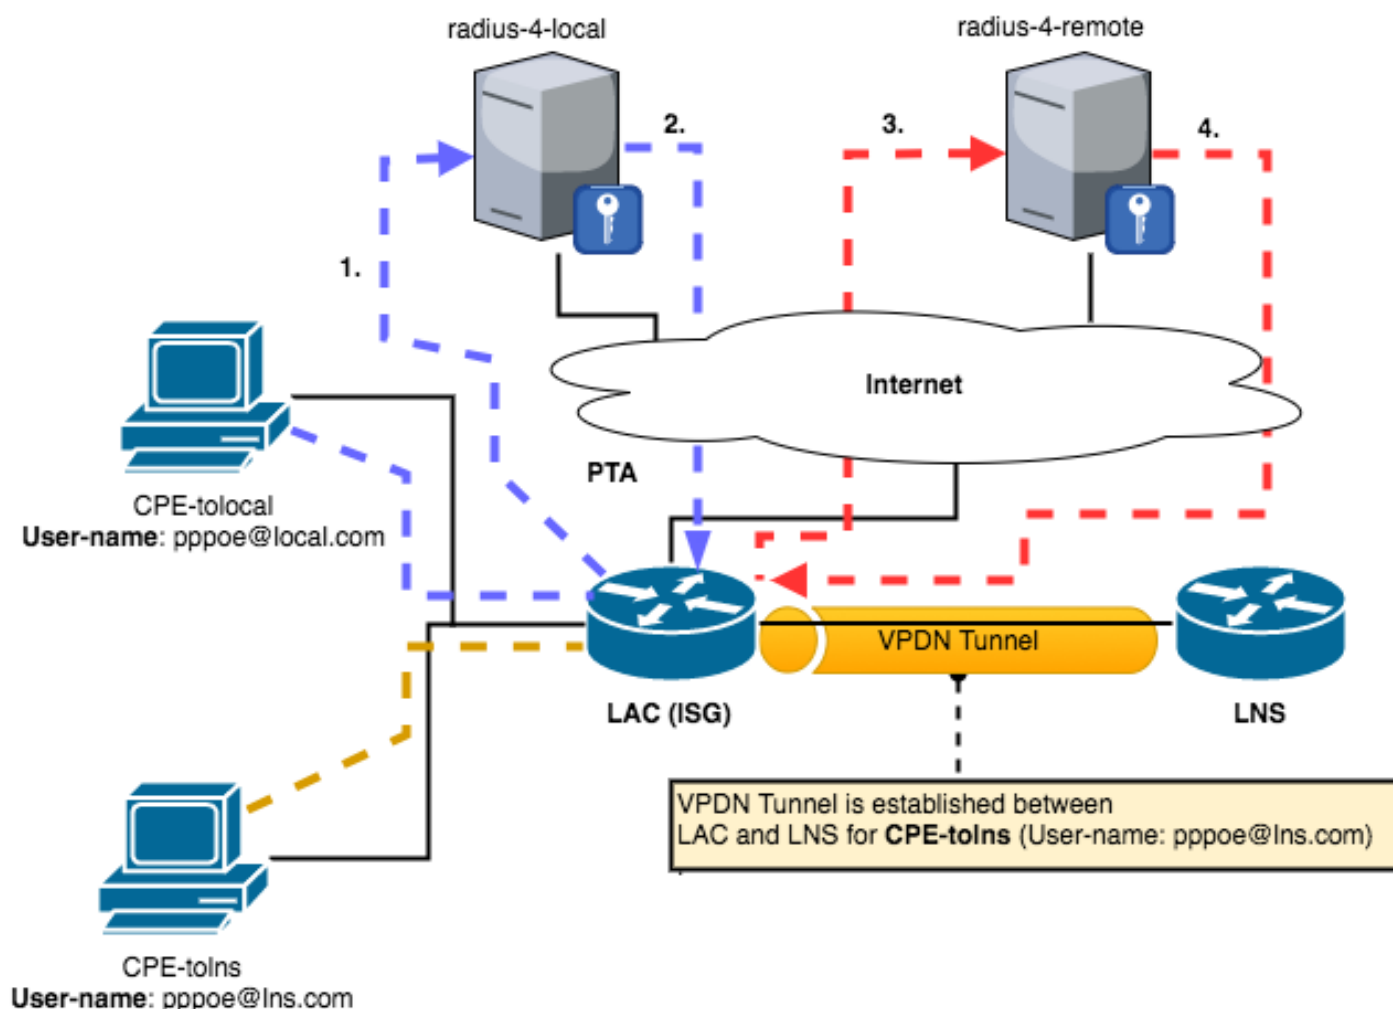 radius-4-local
radius-4-remote
2.
3.
4.
1.
Internet
PTA
CPE-tolocal
User-name: pppoe@local.com
VPDN Tunnel
LAC (ISG)
LNS
VPDN Tunnel is established between
LAC and LNS for CPE-tolns (User-name: pppoe@lns.com)
CPE-tolns
User-name: pppoe@lns.com